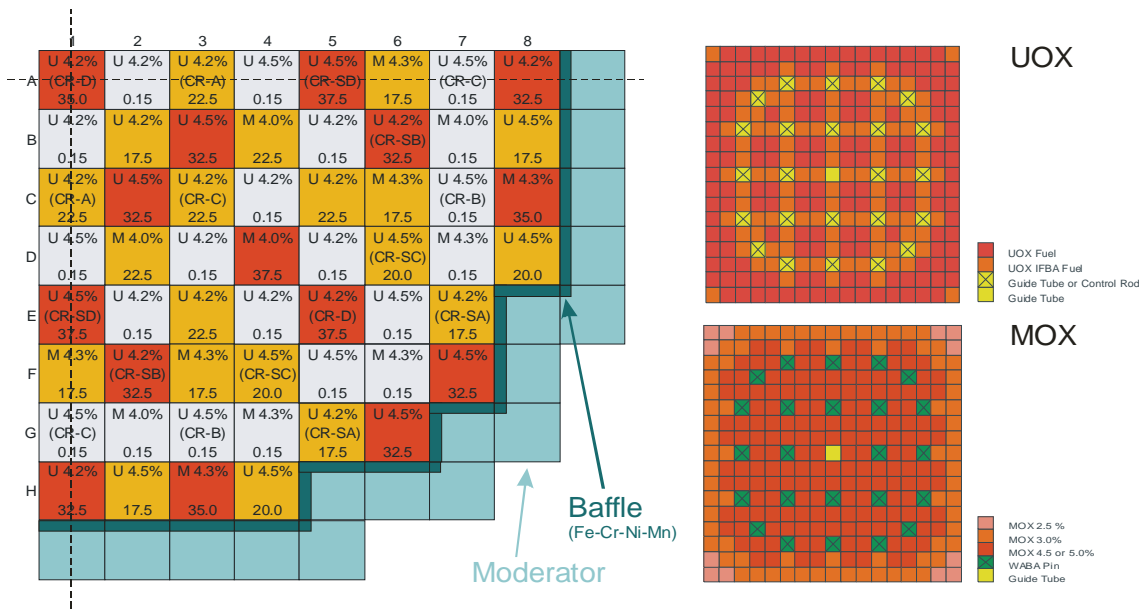 1 2 3 4 5 6 7 8
U 4.2% U 4.2% U 4.2% U 4.5% U 4.5% M 4.3% U 4.5% U 4.2%
A (CR-D) (CR-A) (CR-SD) (CR-C)
35.0 0.15 22.5 0.15 37.5 17.5 0.15 32.5
U 4.2% U 4.2% U 4.5% M 4.0% U 4.2% U 4.2% M 4.0% U 4.5%
B (CR-SB)
0.15 17.5 32.5 22.5 0.15 32.5 0.15 17.5
U 4.2% U 4.5% U 4.2% U 4.2% U 4.2% M 4.3% U 4.5% M 4.3%
C (CR-A) (CR-C) (CR-B)
22.5 32.5 22.5 0.15 22.5 17.5 0.15 35.0
U 4.5% M 4.0% U 4.2% M 4.0% U 4.2% U 4.5% M 4.3% U 4.5%
D (CR-SC)
0.15 22.5 0.15 37.5 0.15 20.0 0.15 20.0
U 4.5% U 4.2% U 4.2% U 4.2% U 4.2% U 4.5% U 4.2%
E (CR-SD) (CR-D) (CR-SA)
37.5 0.15 22.5 0.15 37.5 0.15 17.5
M 4.3% U 4.2% M 4.3% U 4.5% U 4.5% M 4.3% U 4.5%
F (CR-SB) (CR-SC)
17.5 32.5 17.5 20.0 0.15 0.15 32.5
U 4.5% M 4.0% U 4.5% M 4.3% U 4.2% U 4.5%
G (CR-C) (CR-B) (CR-SA)
0.15 0.15 0.15 0.15 17.5 32.5
U 4.2% U 4.5% M 4.3% U 4.5%
H
32.5 17.5 35.0 20.0
Baffle
(Fe-Cr-Ni-Mn)
Moderator
UOX
UOX Fuel
UOX IFBA Fuel
Guide Tube or Control Rod
Guide Tube
MOX
MOX 2.5 %
MOX 3.0%
MOX 4.5 or 5.0%
WABA Pin
Guide Tube